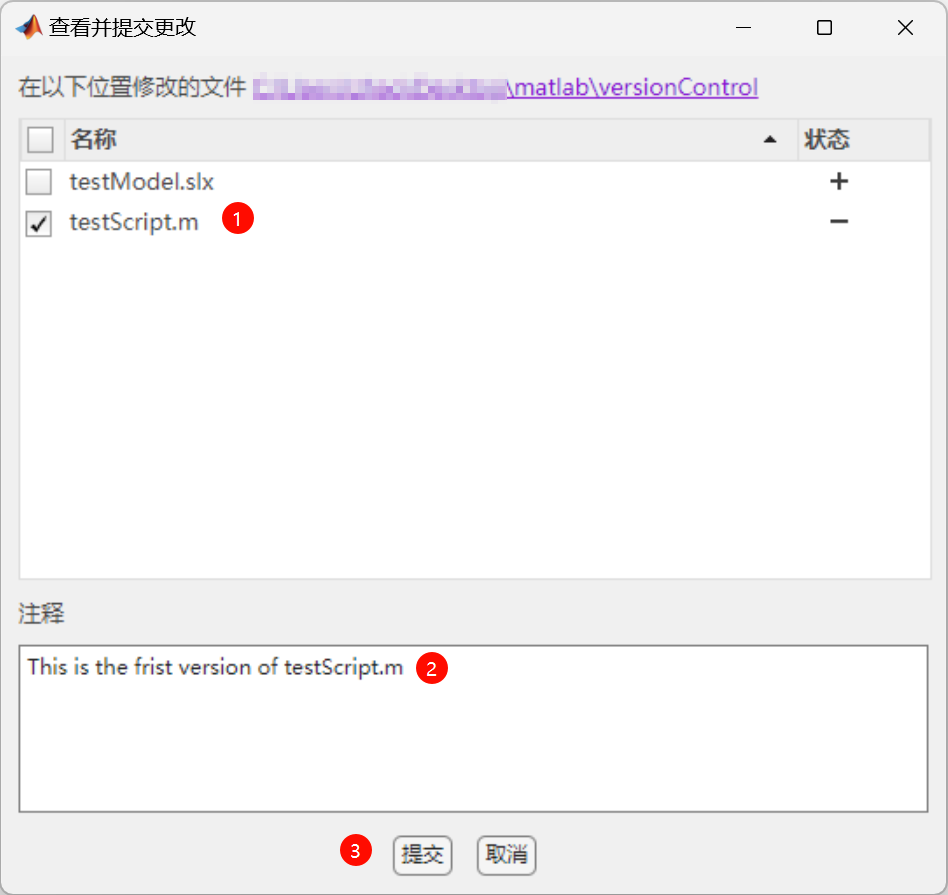 查看并提交更改
在以下位置修改的文件 \matlab\versionControl
名称 状态
testModel.slx +
testScript.m 1 −
注释
This is the frist version of testScript.m 2
3 提交 取消